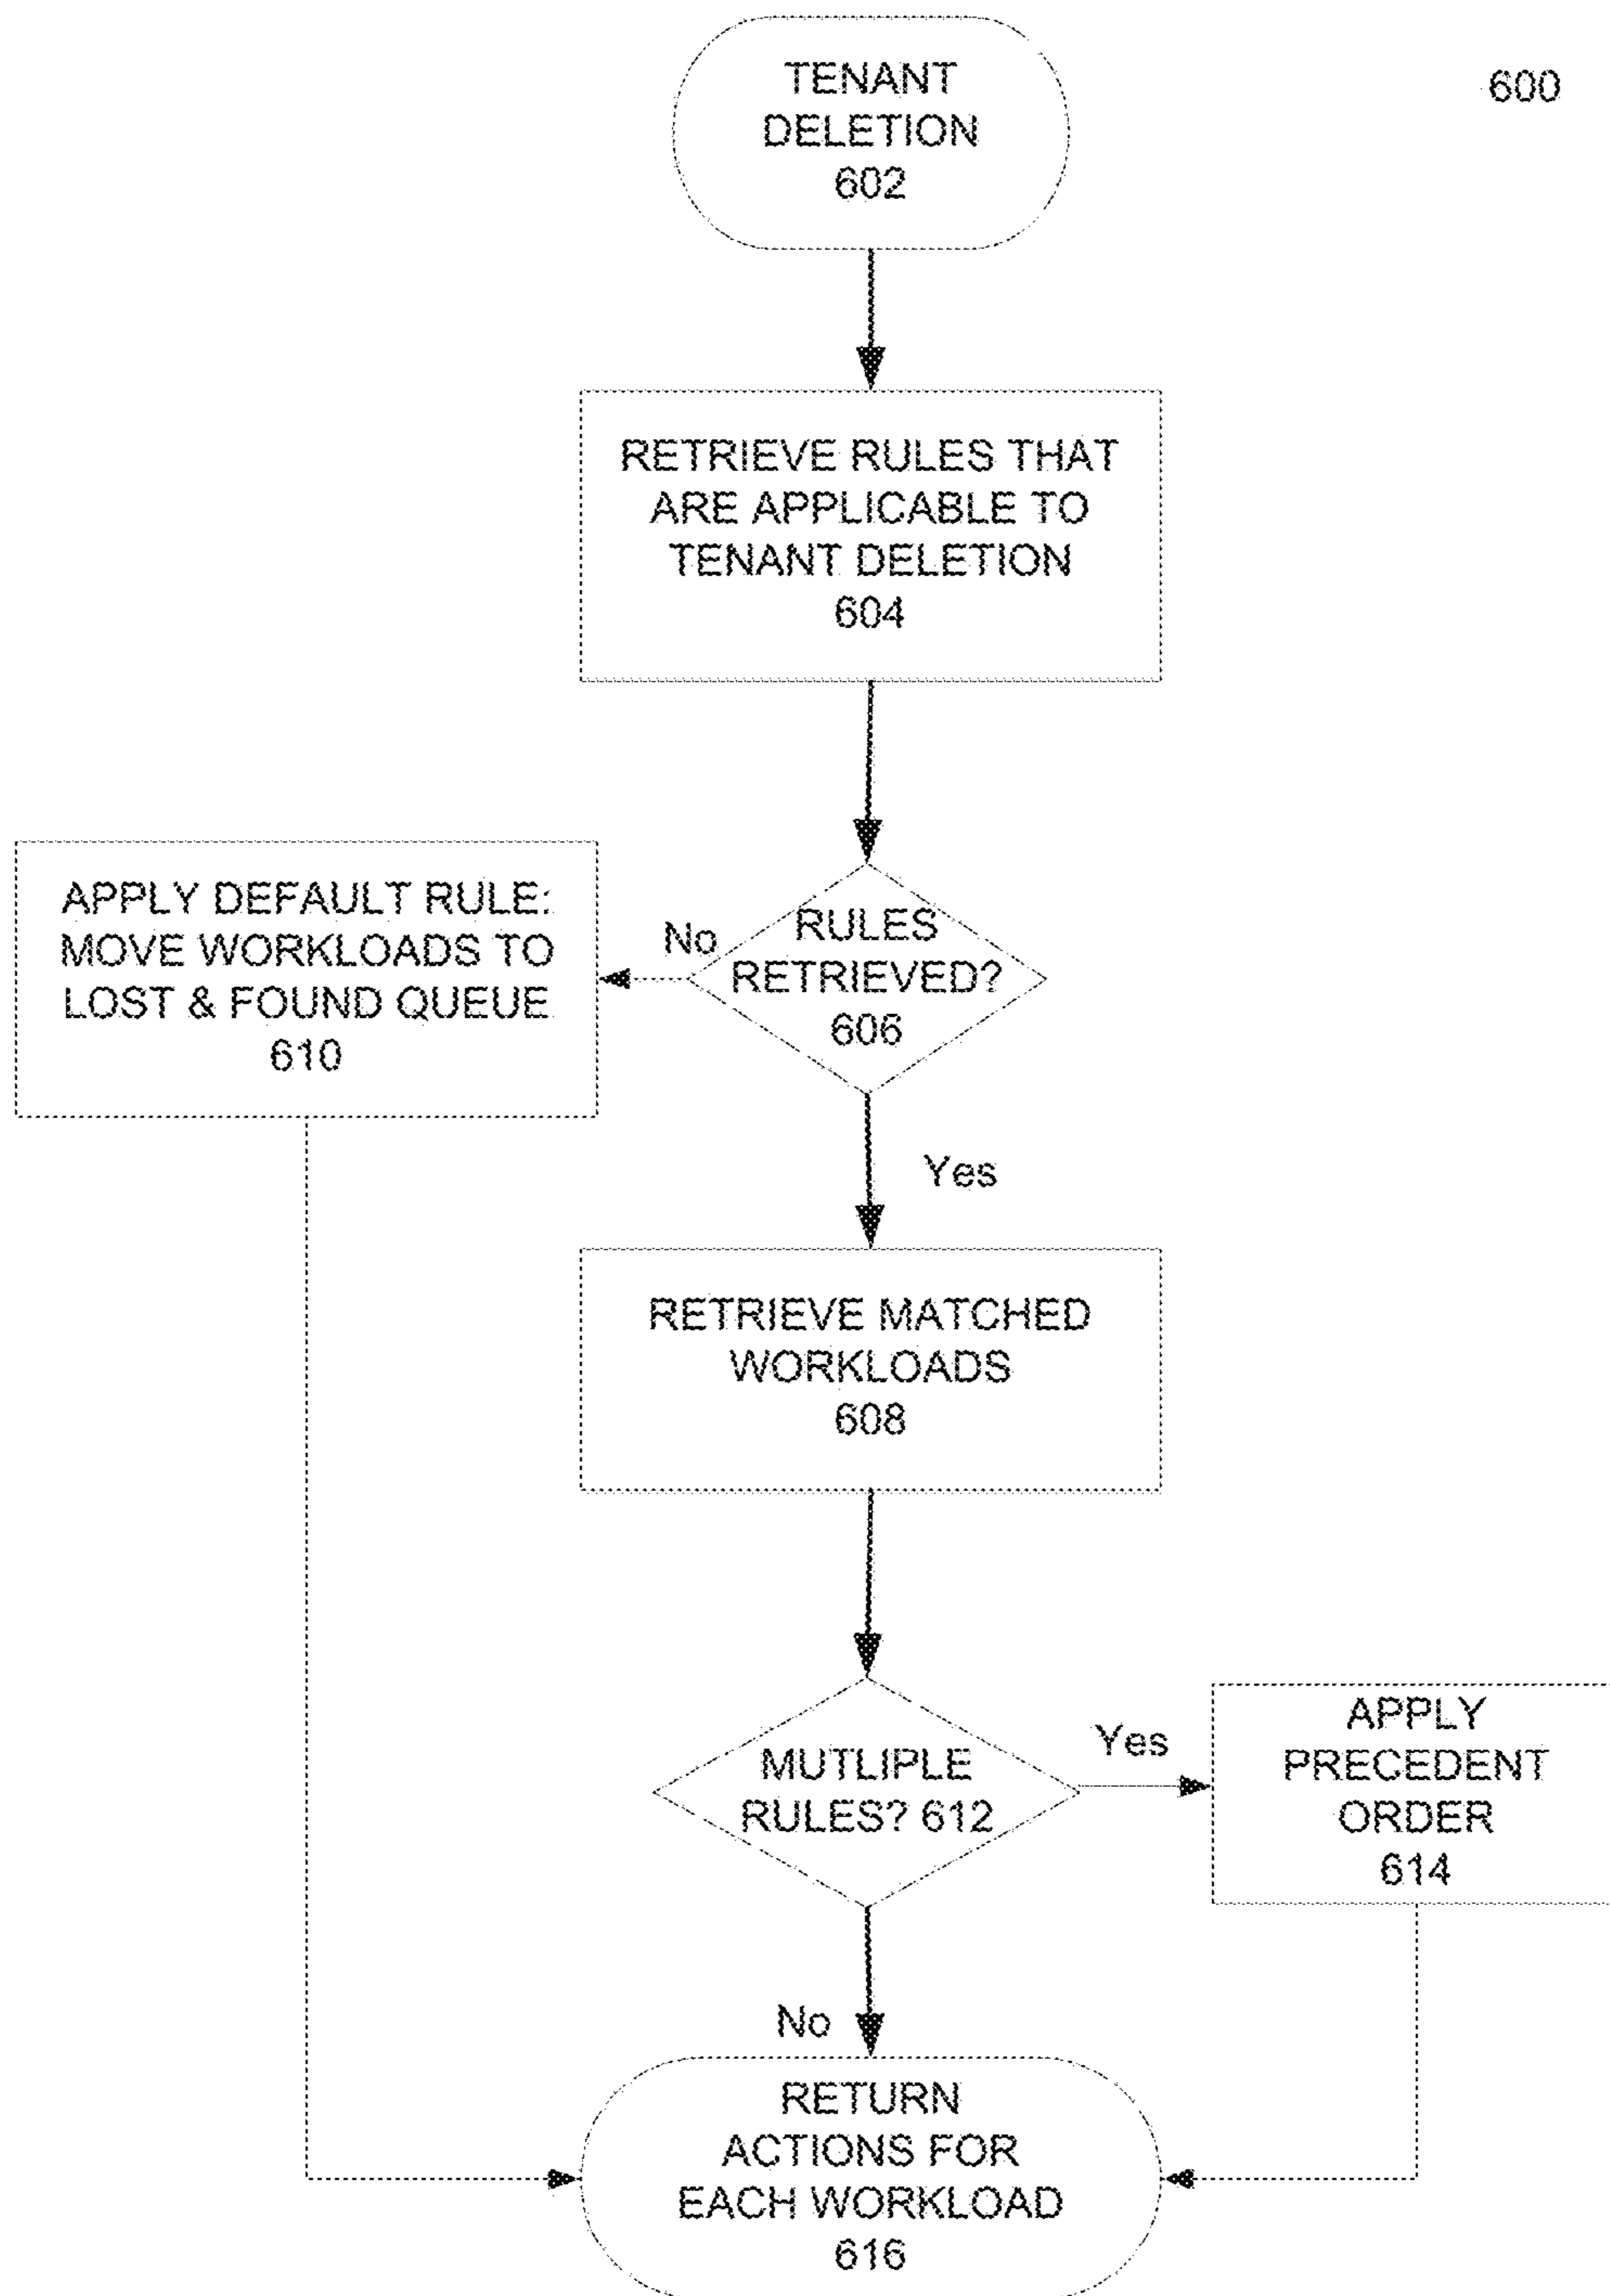 600
TENANT
DELETION
602
RETRIEVE RULES THAT
ARE APPLICABLE TO
TENANT DELETION
604
RULES
RETRIEVED?
606
No
APPLY DEFAULT RULE:
MOVE WORKLOADS TO
LOST & FOUND QUEUE
610
Yes
RETRIEVE MATCHED
WORKLOADS
608
MUTLIPLE
RULES? 612
Yes
APPLY
PRECEDENT
ORDER
614
No
RETURN
ACTIONS FOR
EACH WORKLOAD
616